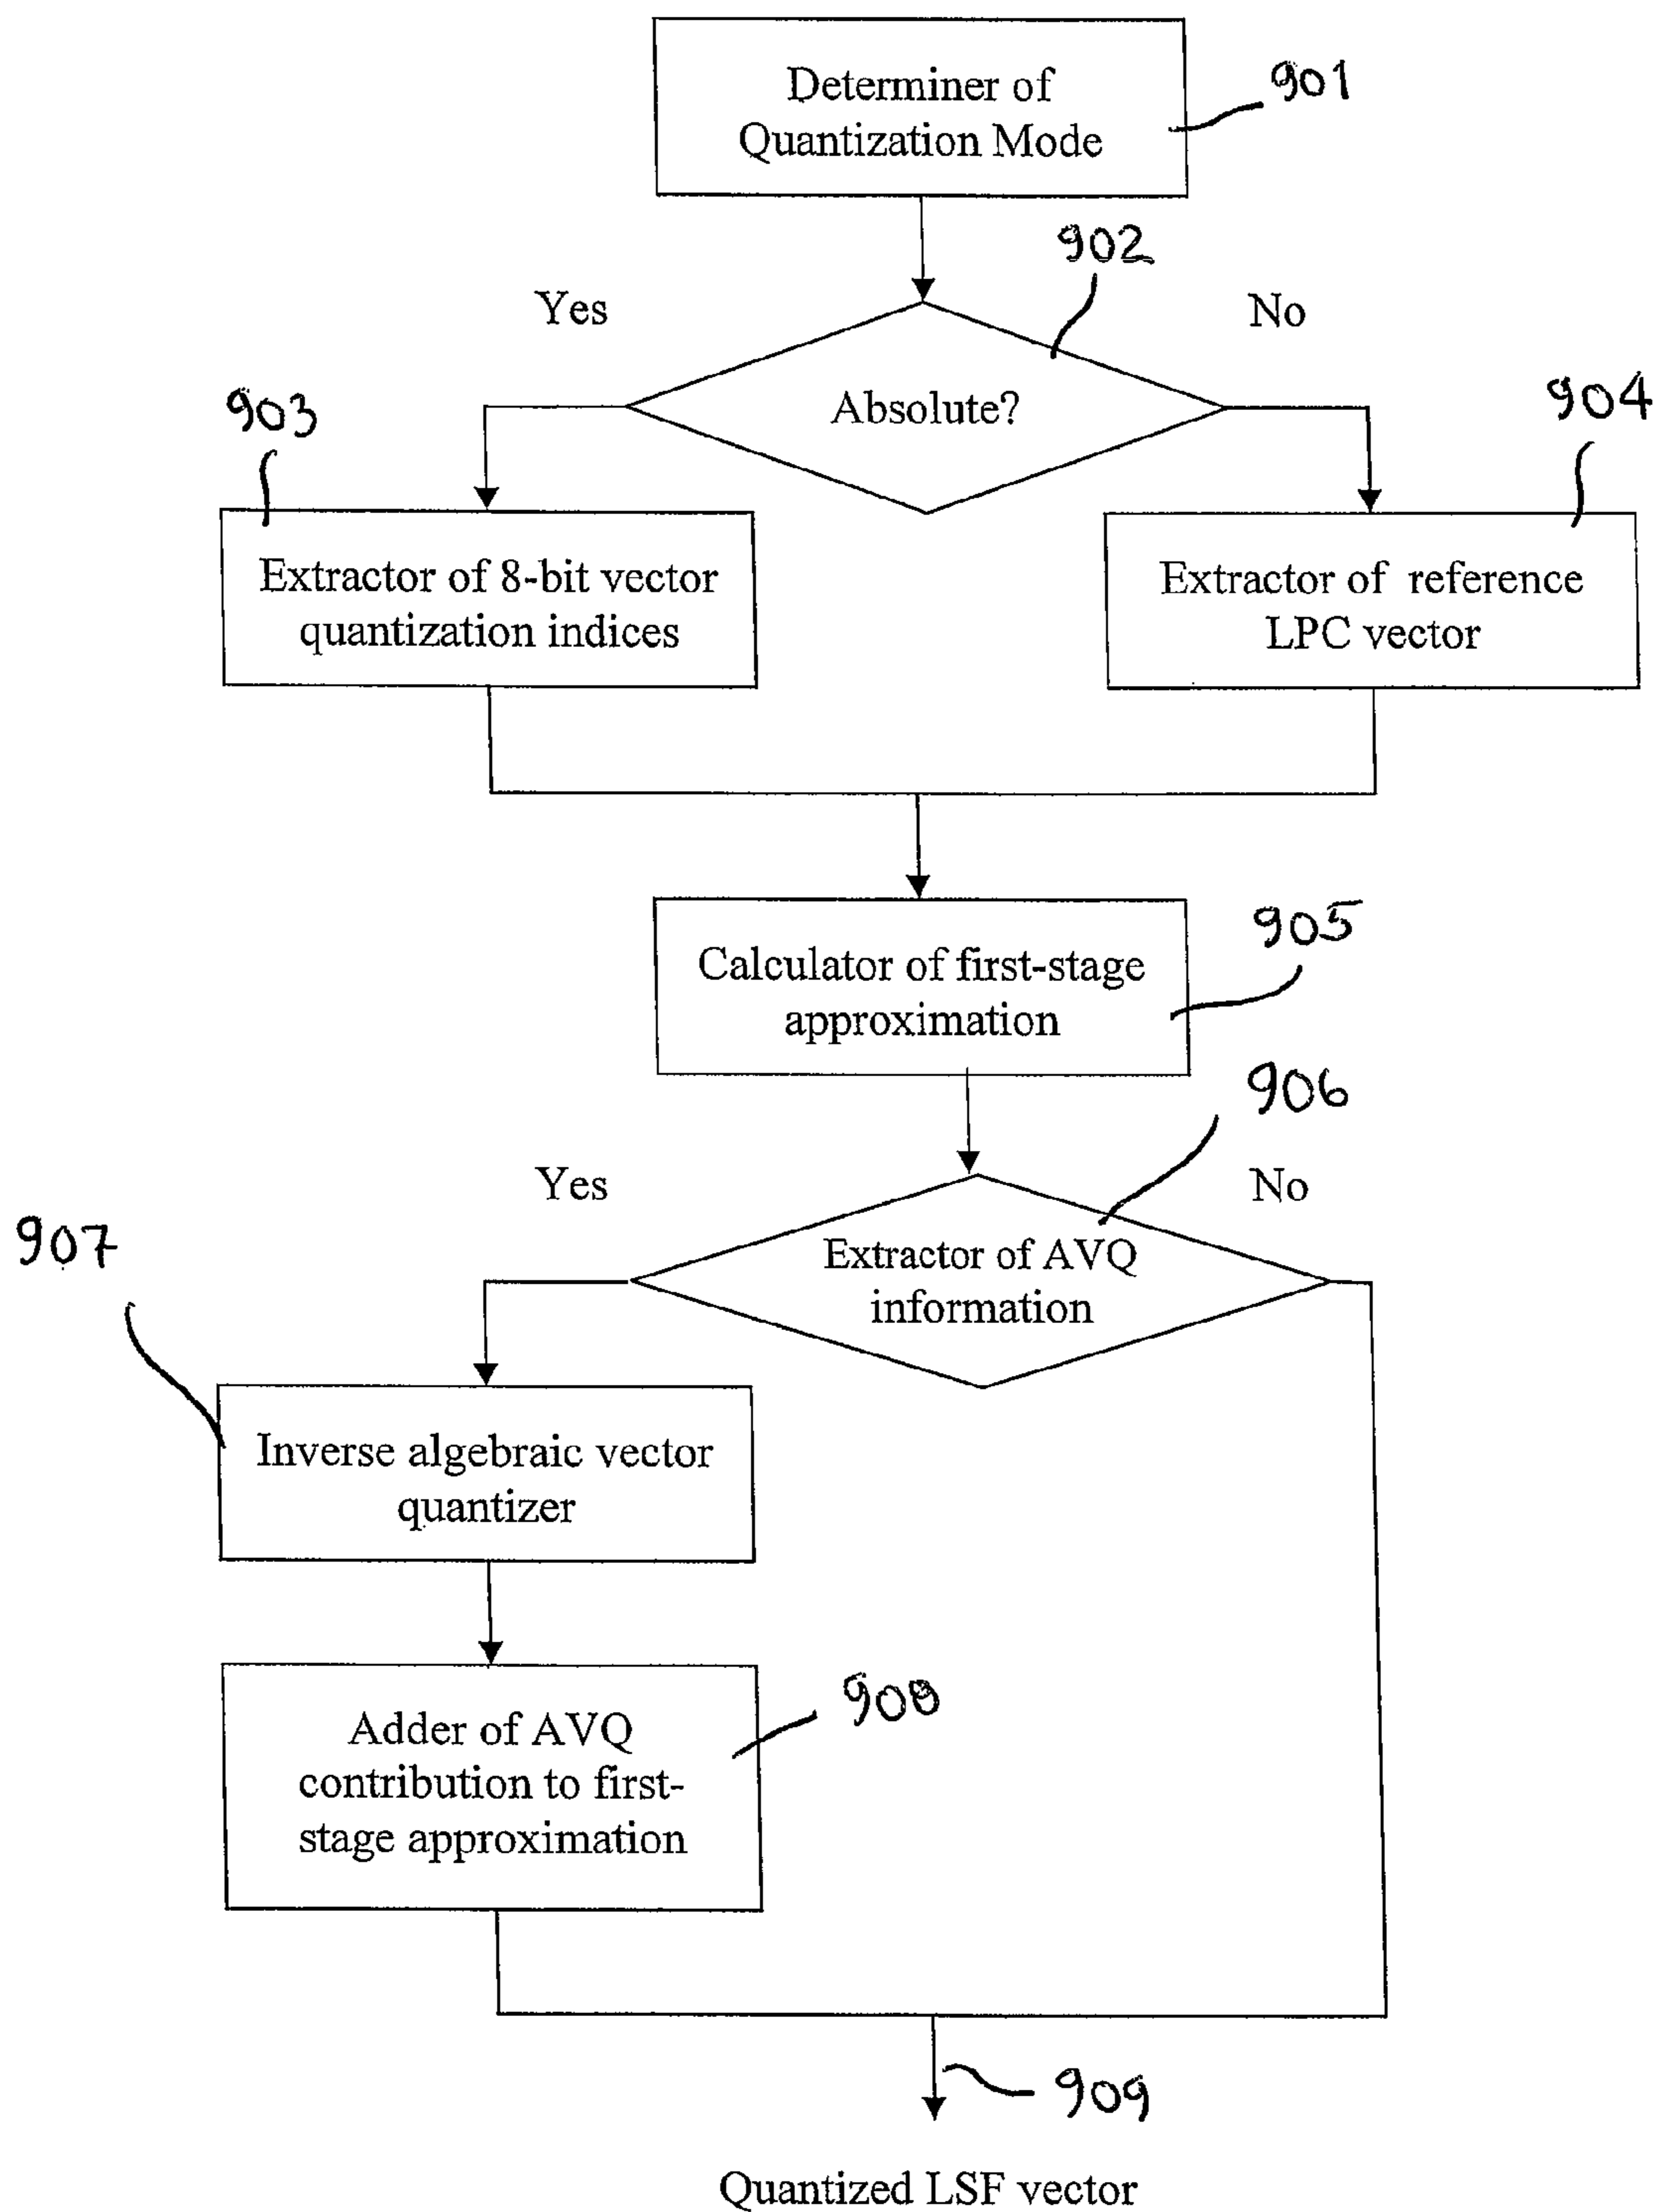 Determiner of
Quantization Mode
901
902
Yes
No
Absolute?
903
904
Extractor of 8-bit vector
quantization indices
Extractor of reference
LPC vector
905
Calculator of first-stage
approximation
906
Yes
No
907
Extractor of AVQ
information
Inverse algebraic vector
quantizer
908
Adder of AVQ
contribution to first-
stage approximation
909
Quantized LSF vector